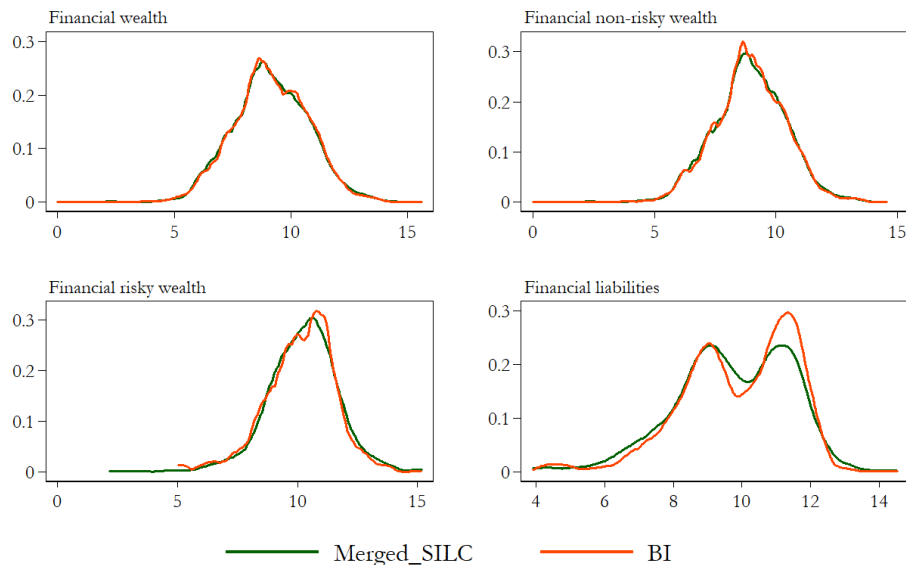 Financial wealth
0.3
0.2
0.1
0
0 5 10 15
Financial non-risky wealth
0.3
0.2
0.1
0
0 5 10 15
Financial risky wealth
0.3
0.2
0.1
0
0 5 10 15
Financial liabilities
0.3
0.2
0.1
0
4 6 8 10 12 14
Merged_SILC BI